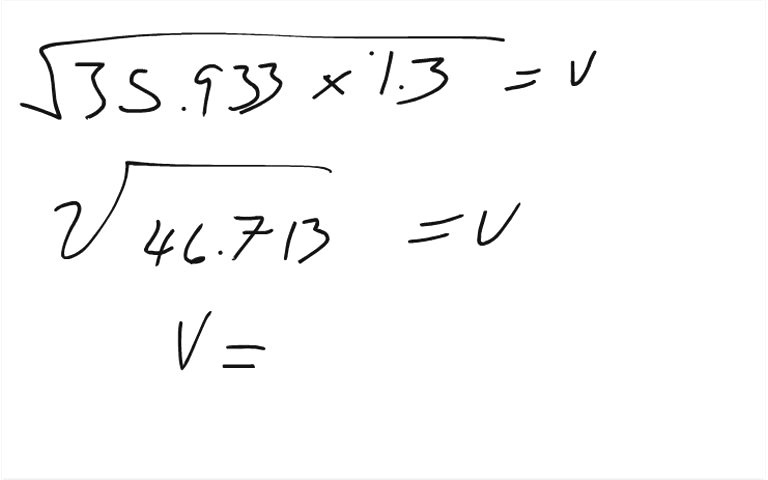 √35.933 × 1.3 = v
√46.713 = v
V =